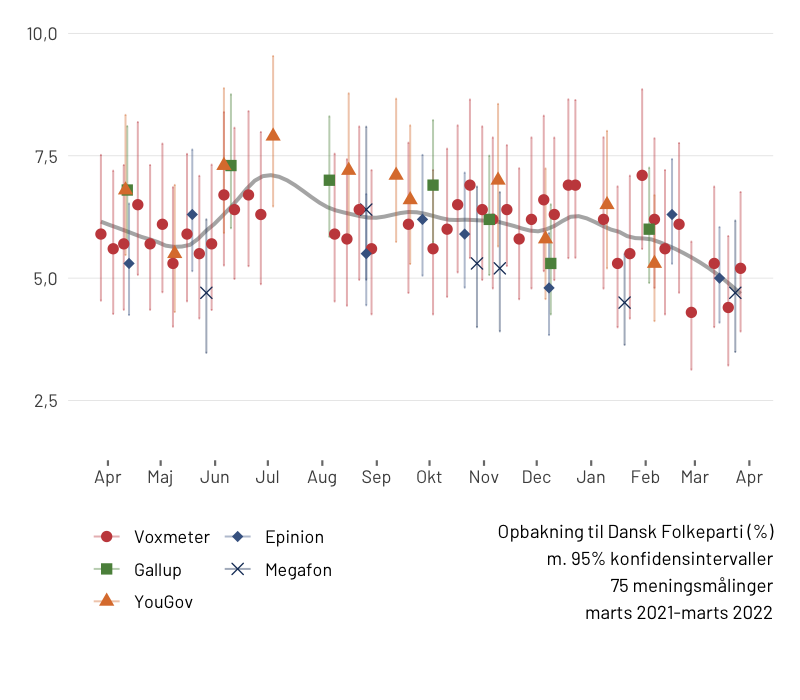 10,0
7,5
5,0
2,5
Apr Maj Jun Jul Aug Sep Okt Nov Dec Jan Feb Mar Apr
Voxmeter Epinion
Gallup Megafon
YouGov
Opbakning til Dansk Folkeparti (%)
m. 95% konfidensintervaller
75 meningsmålinger
marts 2021-marts 2022